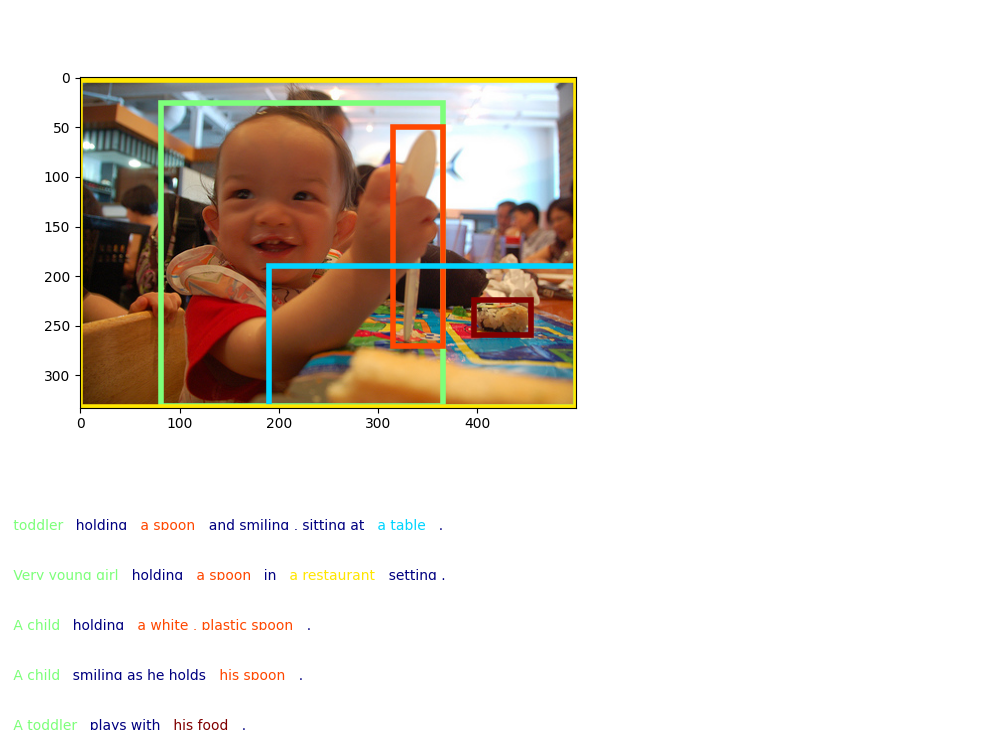 0
50
100
150
200
250
300
0 100 200 300 400
toddler holding a spoon and smiling , sitting at a table .
Very young girl holding a spoon in a restaurant setting .
A child holding a white , plastic spoon .
A child smiling as he holds his spoon .
A toddler plays with his food .